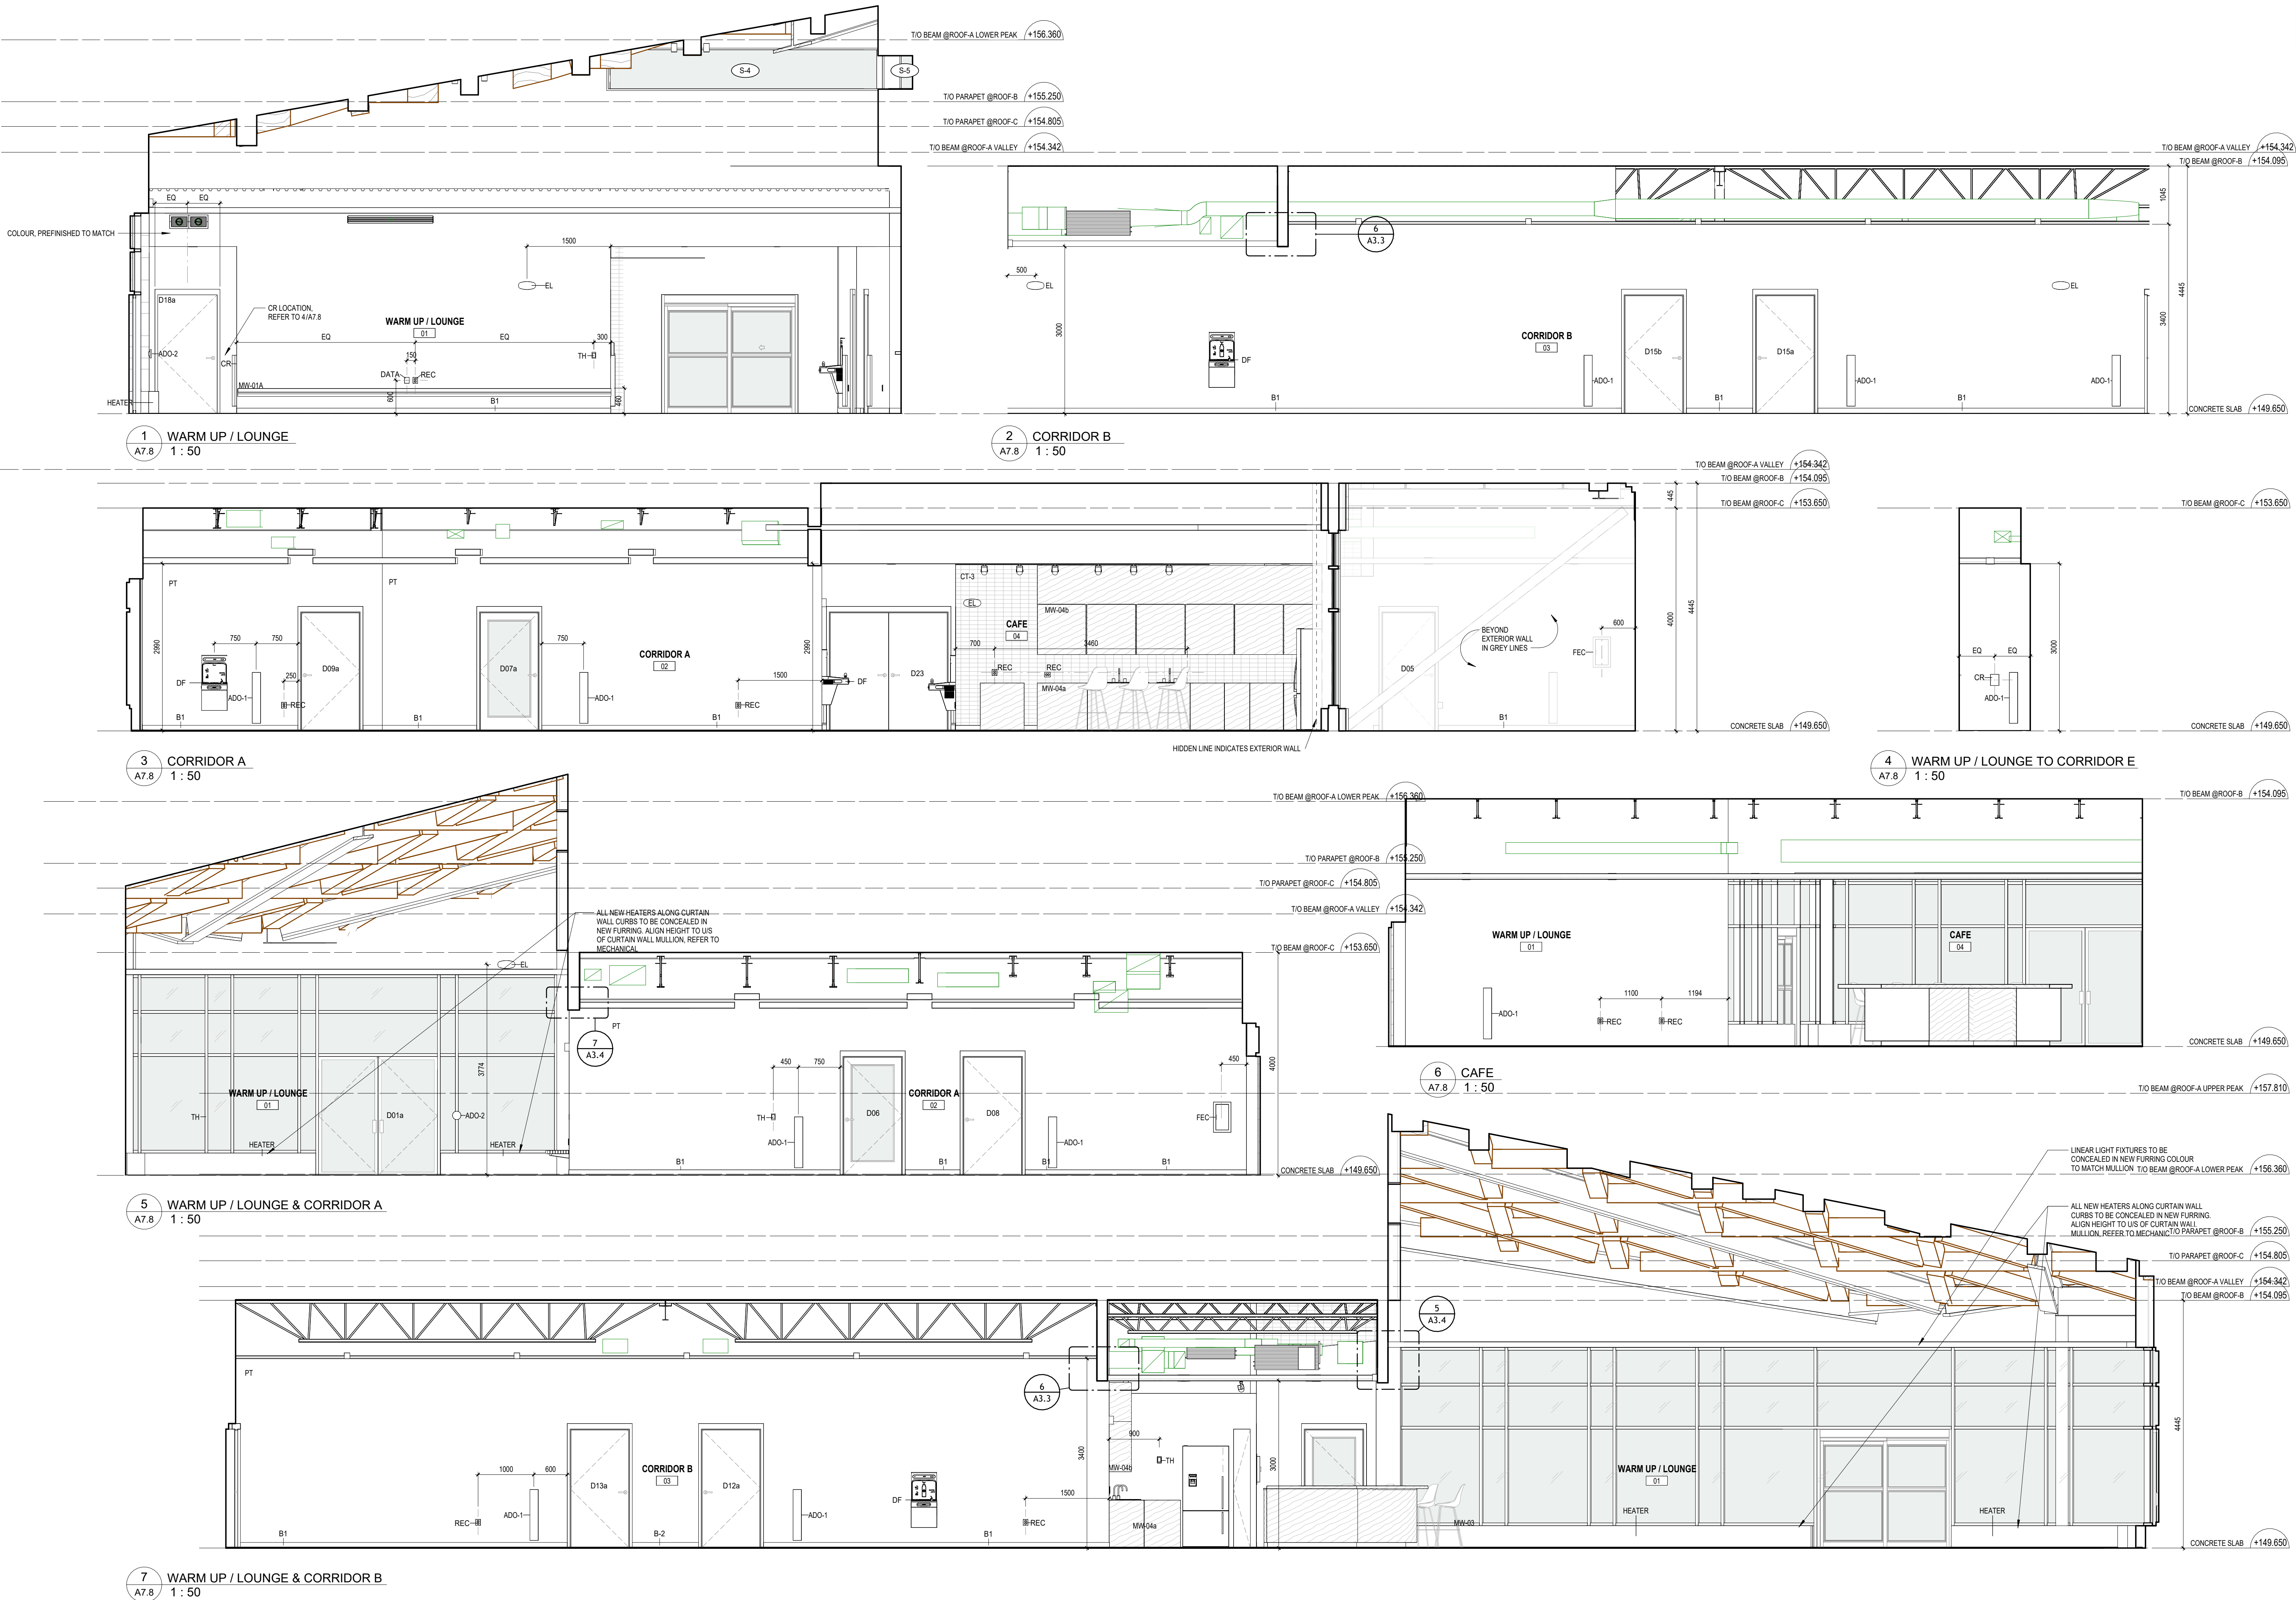 T/O BEAM @ROOF-A LOWER PEAK +156.360
S-4
S-5
T/O PARAPET @ROOF-B +155.250
T/O PARAPET @ROOF-C +154.805
T/O BEAM @ROOF-A VALLEY +154.342
EQ EQ
COLOUR, PREFINISHED TO MATCH
1500
EL
D18a
CR LOCATION,
REFER TO 4/A7.8
WARM UP / LOUNGE
01
EQ EQ 300
ADO-2
CR
150
TH
DATA
REC
MW-01A
600
460
HEATER
B1
1
A7.8
WARM UP / LOUNGE
1 : 50
T/O BEAM @ROOF-A VALLEY +154.342
T/O BEAM @ROOF-B +154.095
1045
6
A3.3
500
EL
EL
4445
3000
3400
CORRIDOR B
03
DF
D15b
D15a
ADO-1
ADO-1
ADO-1
B1
B1
B1
CONCRETE SLAB +149.650
2
A7.8
CORRIDOR B
1 : 50
T/O BEAM @ROOF-A VALLEY +154.342
T/O BEAM @ROOF-B +154.095
445
T/O BEAM @ROOF-C +153.650
PT
PT
CT-3
EL
MW-04b
CAFE
04
4000
4445
2990
2990
750 750
750
700
3460
600
BEYOND
EXTERIOR WALL
IN GREY LINES
FEC
CORRIDOR A
02
D09a
D07a
D23
D05
250
1500
DF
DF
REC
REC
MW-04a
ADO-1
REC
ADO-1
REC
B1
B1
B1
B1
CONCRETE SLAB +149.650
HIDDEN LINE INDICATES EXTERIOR WALL
3
A7.8
CORRIDOR A
1 : 50
T/O BEAM @ROOF-C +153.650
EQ EQ
3000
CR
ADO-1
CONCRETE SLAB +149.650
4
A7.8
WARM UP / LOUNGE TO CORRIDOR E
1 : 50
T/O BEAM @ROOF-A LOWER PEAK +156.360
T/O PARAPET @ROOF-B +155.250
T/O PARAPET @ROOF-C +154.805
T/O BEAM @ROOF-A VALLEY +154.342
ALL NEW HEATERS ALONG CURTAIN
WALL CURBS TO BE CONCEALED IN
NEW FURRING. ALIGN HEIGHT TO U/S
OF CURTAIN WALL MULLION, REFER TO
MECHANICAL
T/O BEAM @ROOF-C +153.650
EL
PT
7
A3.4
3774
450 750
450
4000
WARM UP / LOUNGE
01
CORRIDOR A
02
TH
D01a
ADO-2
TH
D06
D08
FEC
HEATER
HEATER
ADO-1
ADO-1
B1
B1
B1
B1
CONCRETE SLAB +149.650
5
A7.8
WARM UP / LOUNGE & CORRIDOR A
1 : 50
T/O BEAM @ROOF-B +154.095
WARM UP / LOUNGE
01
CAFE
04
1100 1194
ADO-1
REC
REC
CONCRETE SLAB +149.650
6
A7.8
CAFE
1 : 50
T/O BEAM @ROOF-A UPPER PEAK +157.810
LINEAR LIGHT FIXTURES TO BE
CONCEALED IN NEW FURRING COLOUR
TO MATCH MULLION
T/O BEAM @ROOF-A LOWER PEAK +156.360
ALL NEW HEATERS ALONG CURTAIN WALL
CURBS TO BE CONCEALED IN NEW FURRING.
ALIGN HEIGHT TO U/S OF CURTAIN WALL
MULLION, REFER TO MECHANIC
T/O PARAPET @ROOF-B +155.250
T/O PARAPET @ROOF-C +154.805
T/O BEAM @ROOF-A VALLEY +154.342
T/O BEAM @ROOF-B +154.095
5
A3.4
PT
6
A3.3
4445
3400
900
TH
MW-04b
3000
1000 600
CORRIDOR B
03
D13a
D12a
1500
DF
WARM UP / LOUNGE
01
REC
ADO-1
ADO-1
REC
MW-04a
MW-03
HEATER
HEATER
B1
B-2
B1
CONCRETE SLAB +149.650
7
A7.8
WARM UP / LOUNGE & CORRIDOR B
1 : 50